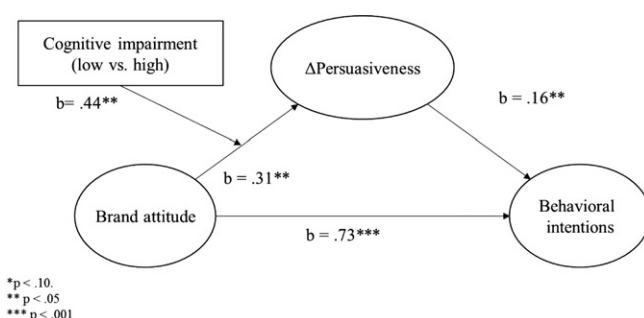 Cognitive impairment
(low vs. high)
ΔPersuasiveness
b= .44**
b = .16**
b = .31**
Brand attitude
Behavioral
intentions
b = .73***
*p < .10.
** p < .05
*** p < .001